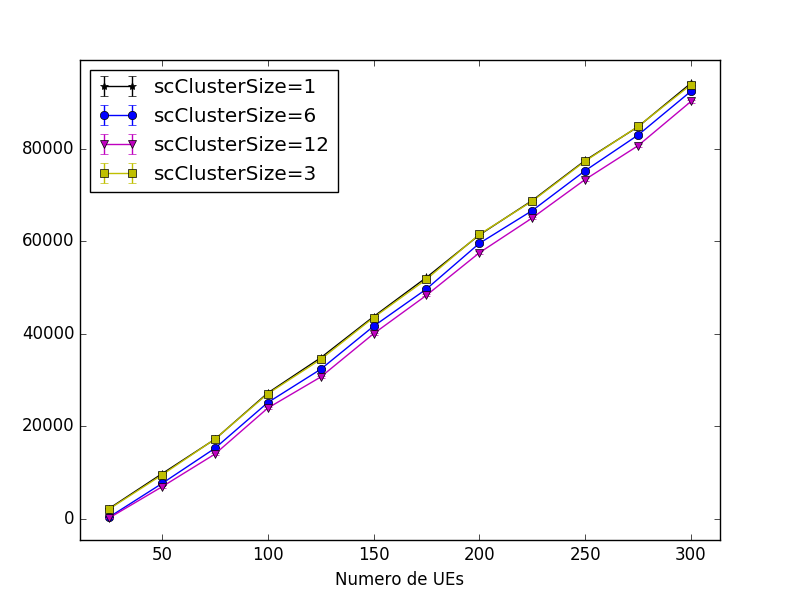 scClusterSize=1
scClusterSize=6
scClusterSize=12
scClusterSize=3
80000
60000
40000
20000
0
50 100 150 200 250 300
Numero de UEs